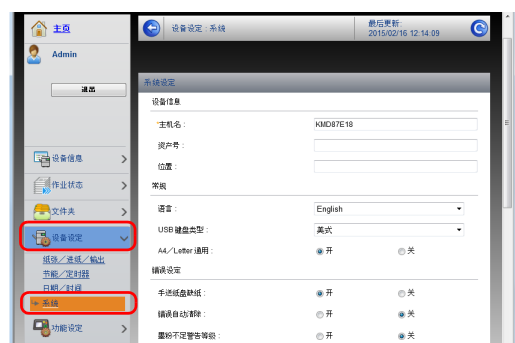 主页
设备设定 : 系统
最后更新:
2015/02/16 12:14:09
Admin
退出
系统设定
设备信息
*主机名 :
KMD87E18
资产号 :
位置 :
设备信息
常规
作业状态
语言 :
English
文件夹
USB 键盘类型 :
英式
设备设定
A4／Letter 通用 :
开
关
纸张／进纸／输出
错误设定
节能／定时器
日期／时间
手送纸盘缺纸 :
开
关
系统
错误自动清除 :
开
关
功能设定
墨粉不足警告等级 :
开
关